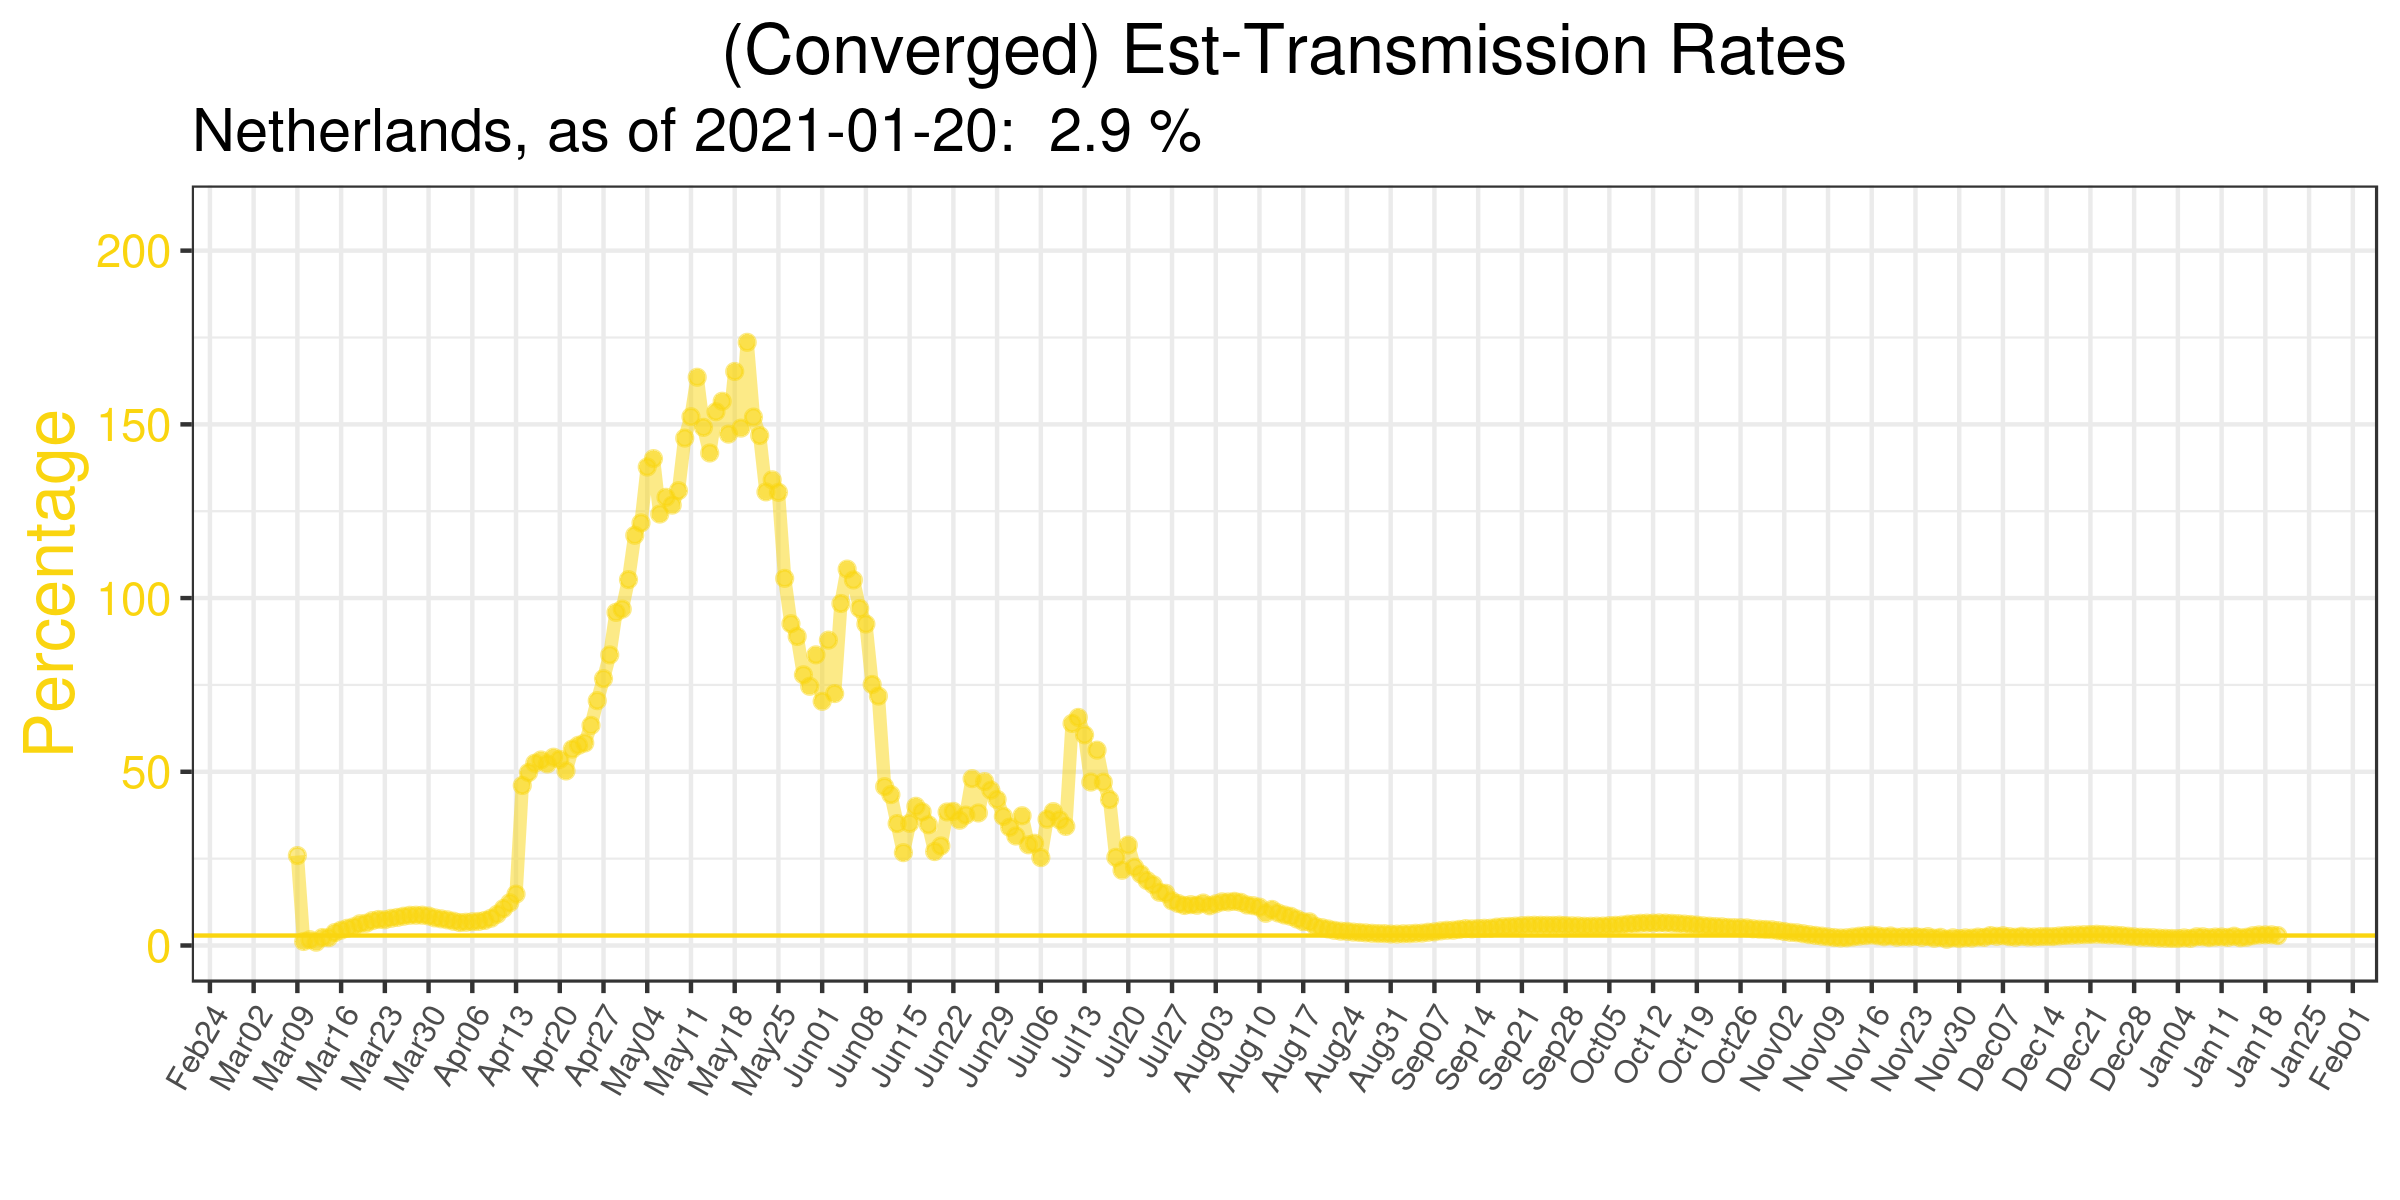 (Converged) Est-Transmission Rates
Netherlands, as of 2021-01-20:  2.9 %
Percentage
200
150
100
50
0
Feb24
Mar02
Mar09
Mar16
Mar23
Mar30
Apr06
Apr13
Apr20
Apr27
May04
May11
May18
May25
Jun01
Jun08
Jun15
Jun22
Jun29
Jul06
Jul13
Jul20
Jul27
Aug03
Aug10
Aug17
Aug24
Aug31
Sep07
Sep14
Sep21
Sep28
Oct05
Oct12
Oct19
Oct26
Nov02
Nov09
Nov16
Nov23
Nov30
Dec07
Dec14
Dec21
Dec28
Jan04
Jan11
Jan18
Jan25
Feb01